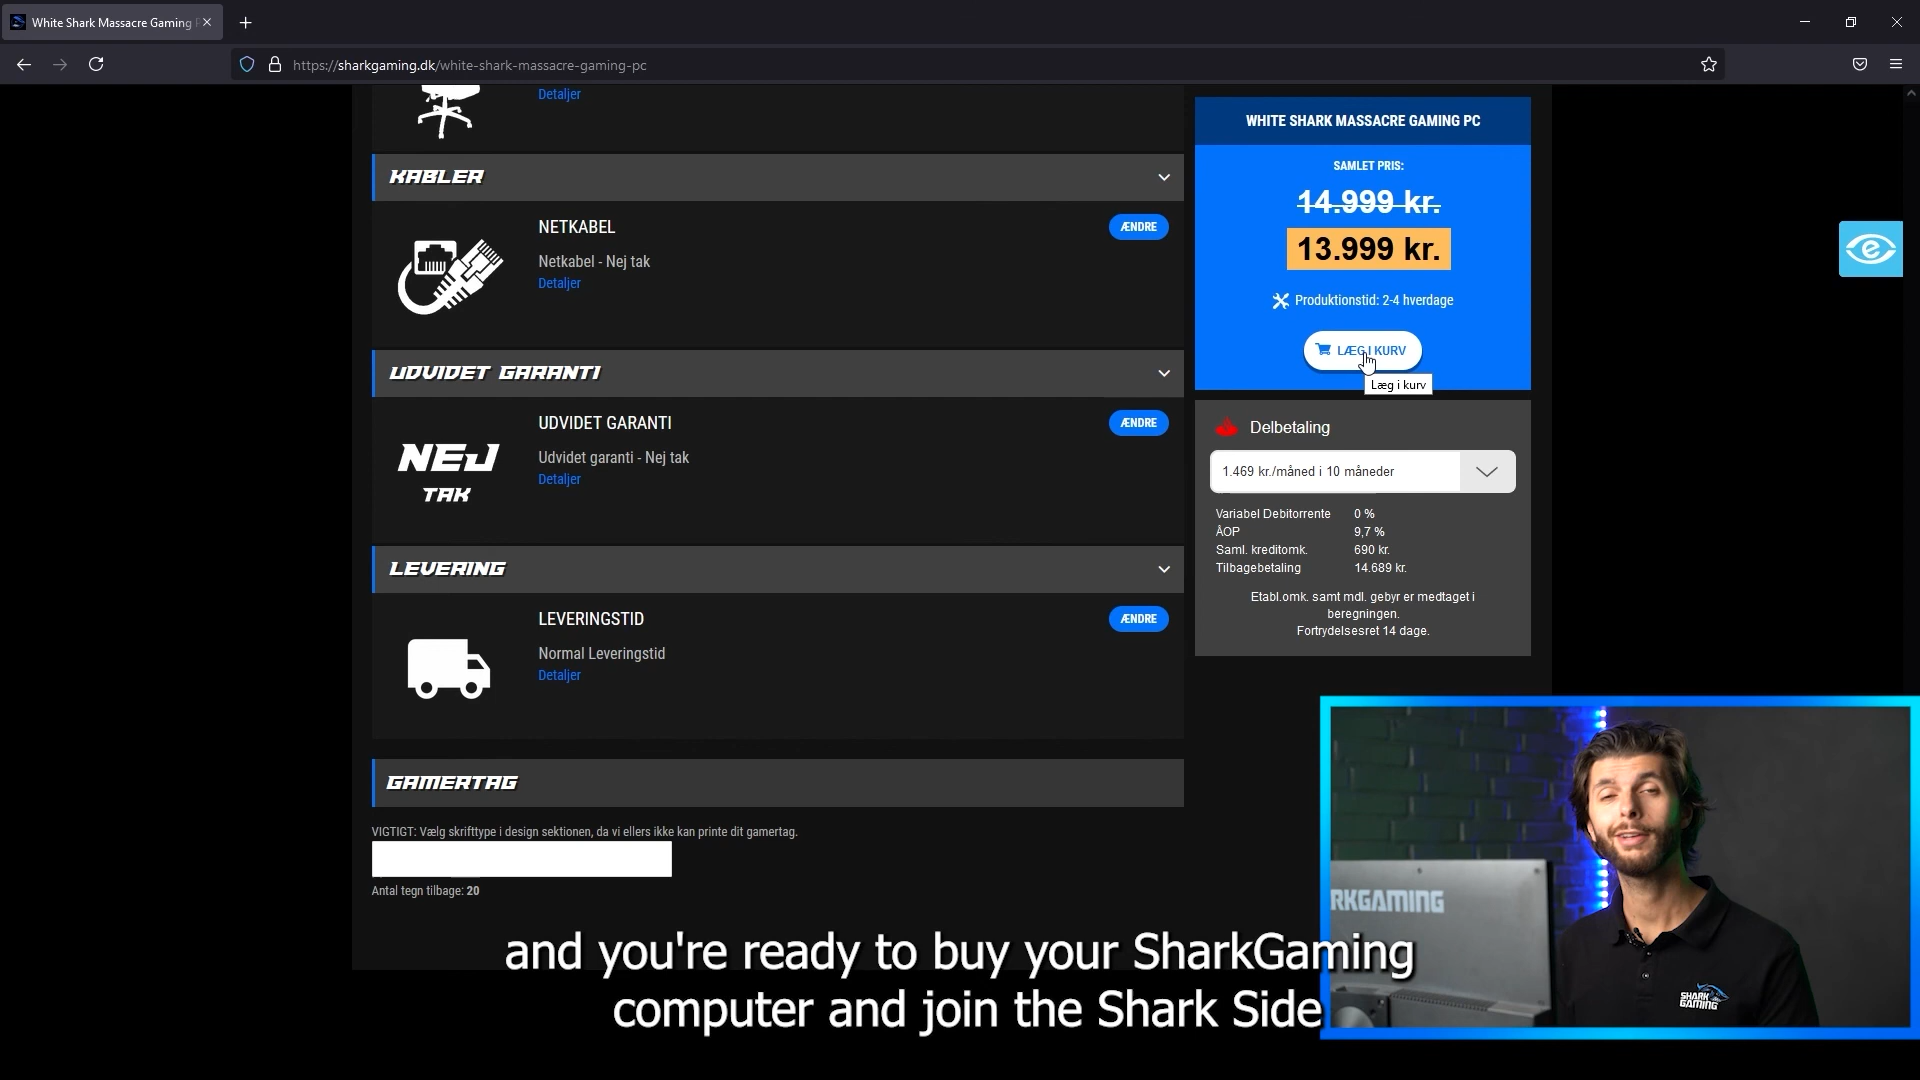 White Shark Massacre Gaming
https://sharkgaming.dk/white-shark-massacre-gaming-pc
Detaljer
KABLER
NETKABEL
ÆNDRE
Netkabel - Nej tak
Detaljer
UDVIDET GARANTI
NEJ
TAK
UDVIDET GARANTI
ÆNDRE
Udvidet garanti - Nej tak
Detaljer
LEVERING
LEVERINGSTID
ÆNDRE
Normal Leveringstid
Detaljer
GAMERTAG
VIGTIGT: Vælg skrifttype i design sektionen, da vi ellers ikke kan printe dit gamertag.
Antal tegn tilbage: 20
WHITE SHARK MASSACRE GAMING PC
SAMLET PRIS:
14.999 kr.
13.999 kr.
Produktionstid: 2-4 hverdage
LÆG I KURV
Læg i kurv
e
Delbetaling
1.469 kr./måned i 10 måneder
Variabel Debitorrente 0 %
ÅOP 9,7 %
Saml. kreditomk. 690 kr.
Tilbagebetaling 14.689 kr.
Etabl.omk. samt mdl. gebyr er medtaget i
beregningen.
Fortrydelsesret 14 dage.
RKGAMING
SHARK
GAMING
and you're ready to buy your SharkGaming
computer and join the Shark Side